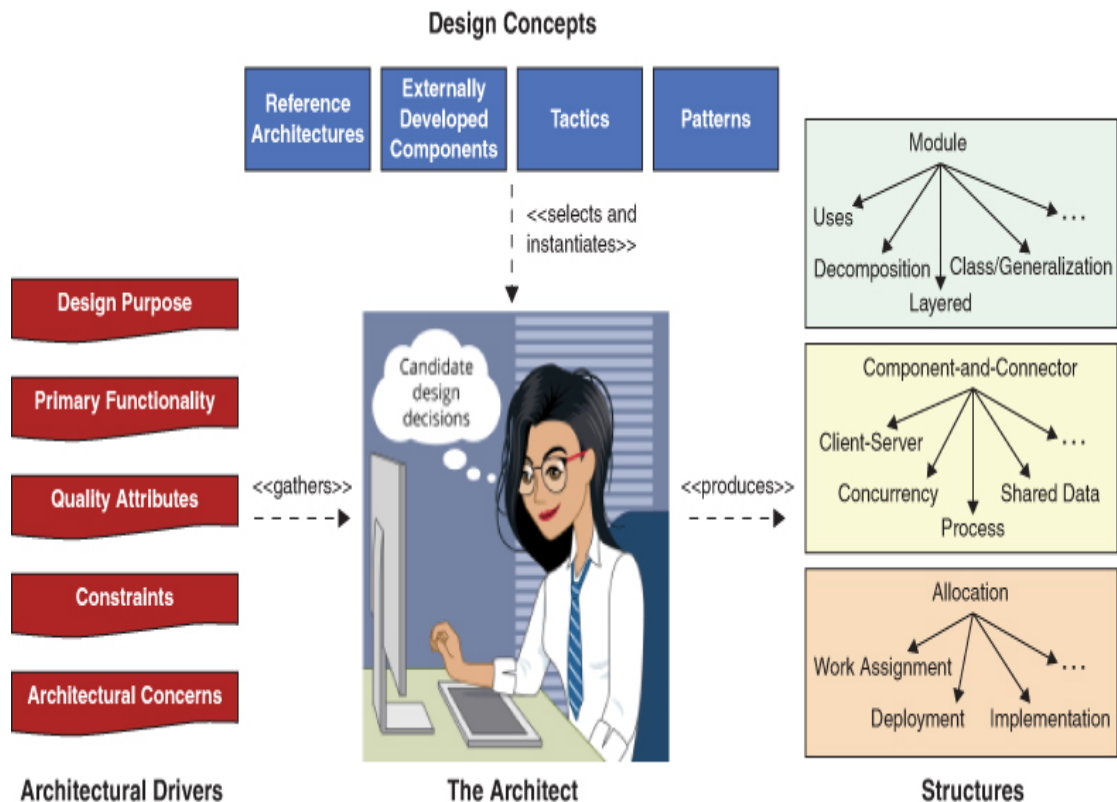 Design Concepts
Reference
Architectures
Externally
Developed
Components
Tactics
Patterns
<<selects and
instantiates>>
Design Purpose
Primary Functionality
Quality Attributes
Constraints
Architectural Concerns
Architectural Drivers
<<gathers>>
Candidate
design
decisions
The Architect
<<produces>>
Module
Uses
...
Decomposition
Class/Generalization
Layered
Component-and-Connector
Client-Server
...
Concurrency
Shared Data
Process
Allocation
Work Assignment
...
Deployment
Implementation
Structures